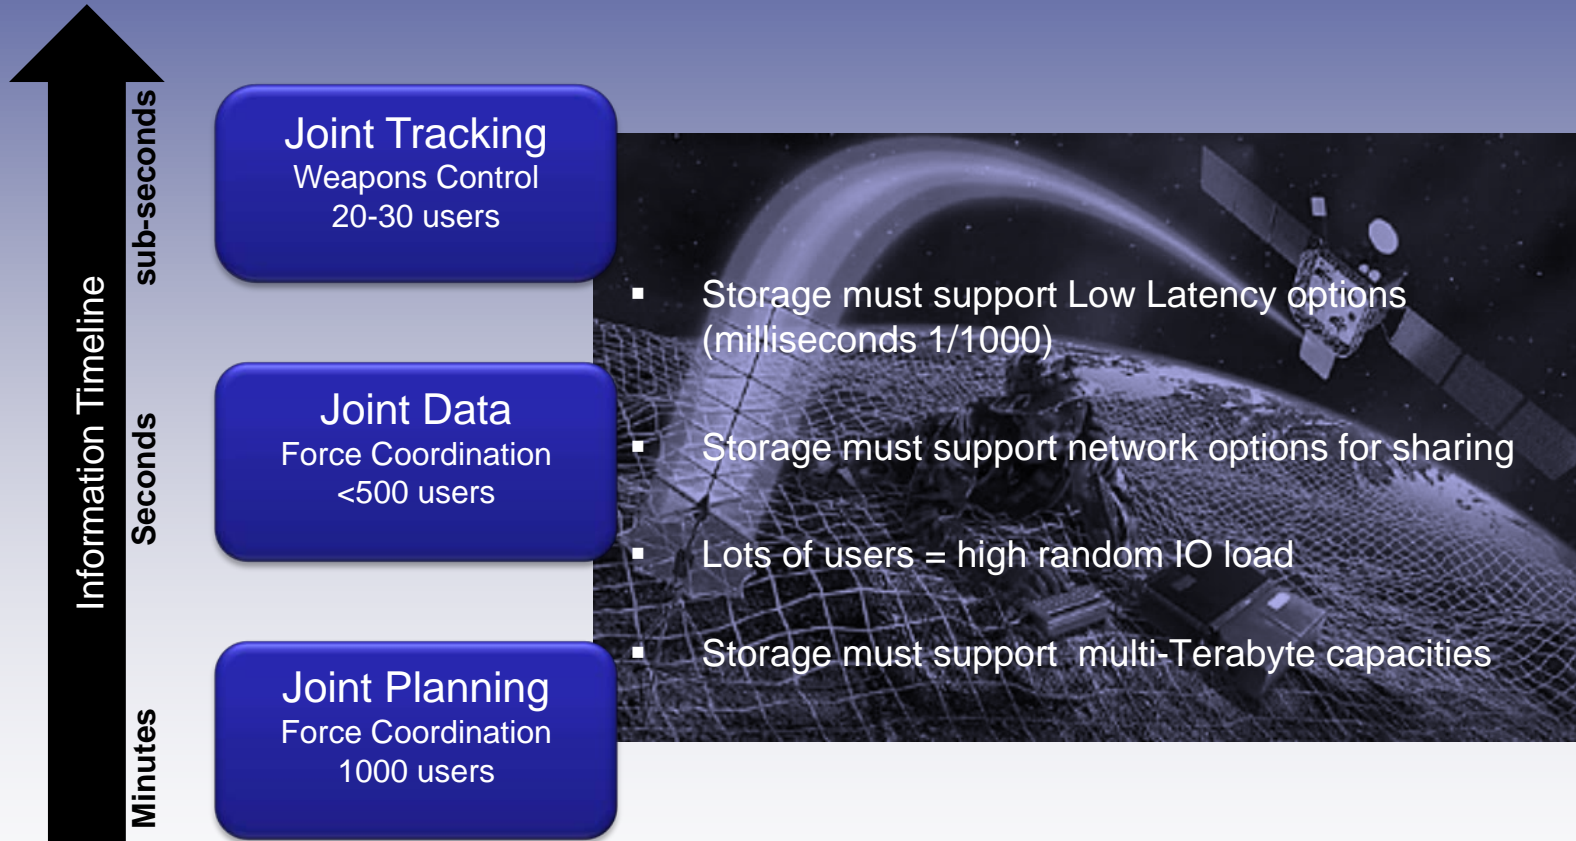 Information Timeline
sub-seconds
Seconds
Minutes
Joint Tracking
Weapons Control
20-30 users
Joint Data
Force Coordination
<500 users
Joint Planning
Force Coordination
1000 users
▪ Storage must support Low Latency options
(milliseconds 1/1000)
▪ Storage must support network options for sharing
▪ Lots of users = high random IO load
▪ Storage must support  multi-Terabyte capacities